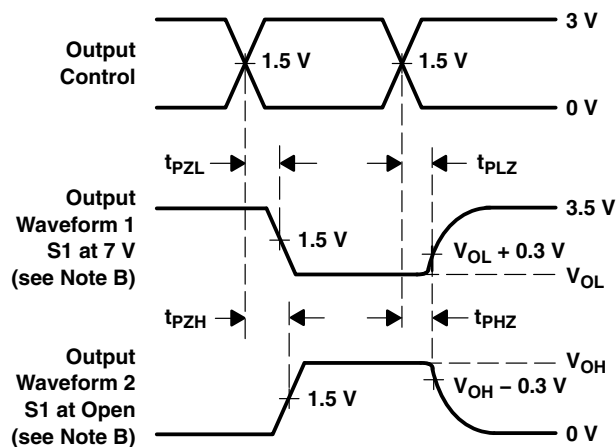 3 V
Output
Control
1.5 V
1.5 V
0 V
tPZL
tPLZ
Output
Waveform 1
S1 at 7 V
(see Note B)
3.5 V
1.5 V
VOL + 0.3 V
VOL
tPZH
tPHZ
Output
Waveform 2
S1 at Open
(see Note B)
VOH
1.5 V
VOH − 0.3 V
0 V